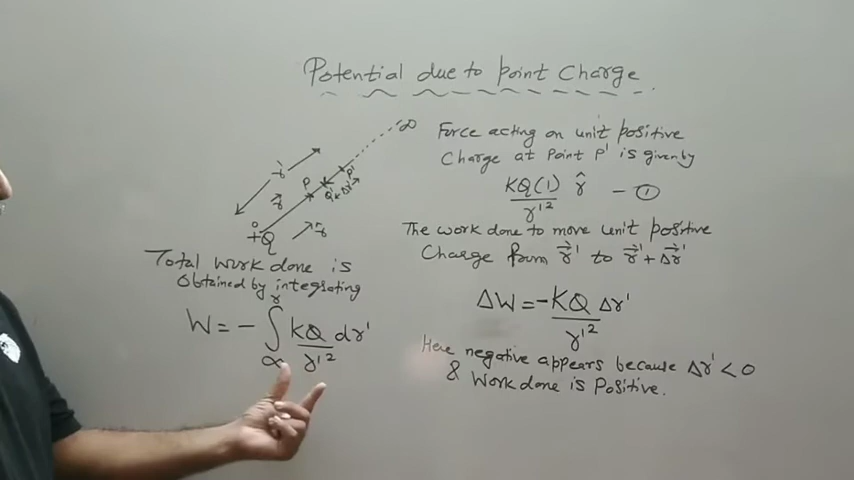 Potential due to point Charge
∞
r'
P
P'
r⃗
Q Δr'
O
+Q
r̂
Force acting on unit positive
Charge at Point P' is given by
KQ(1)/r'² r̂ — ①
The work done to move unit positive
Charge from r⃗' to r⃗' + Δr⃗'
ΔW = -KQ/r'² Δr'
Here negative appears because Δr' < 0
& Work done is Positive.
Total work done is
Obtained by integrating
W = - ∫_∞^r KQ/r'² dr'